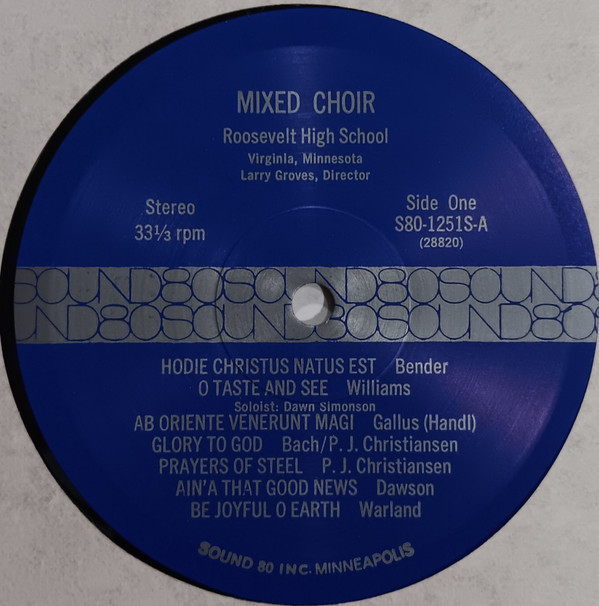 MIXED CHOIR
Roosevelt High School
Virginia, Minnesota
Larry Groves, Director
Stereo
33⅓ rpm
Side One
S80-1251S-A
(28820)
SOUND80SOUND80SOUND
SOUND80SOUND80SOUND80
HODIE CHRISTUS NATUS EST Bender
O TASTE AND SEE Williams
Soloist: Dawn Simonson
AB ORIENTE VENERUNT MAGI Gallus (Handl)
GLORY TO GOD Bach/P. J. Christiansen
PRAYERS OF STEEL P. J. Christiansen
AIN'A THAT GOOD NEWS Dawson
BE JOYFUL O EARTH Warland
SOUND 80 INC. MINNEAPOLIS